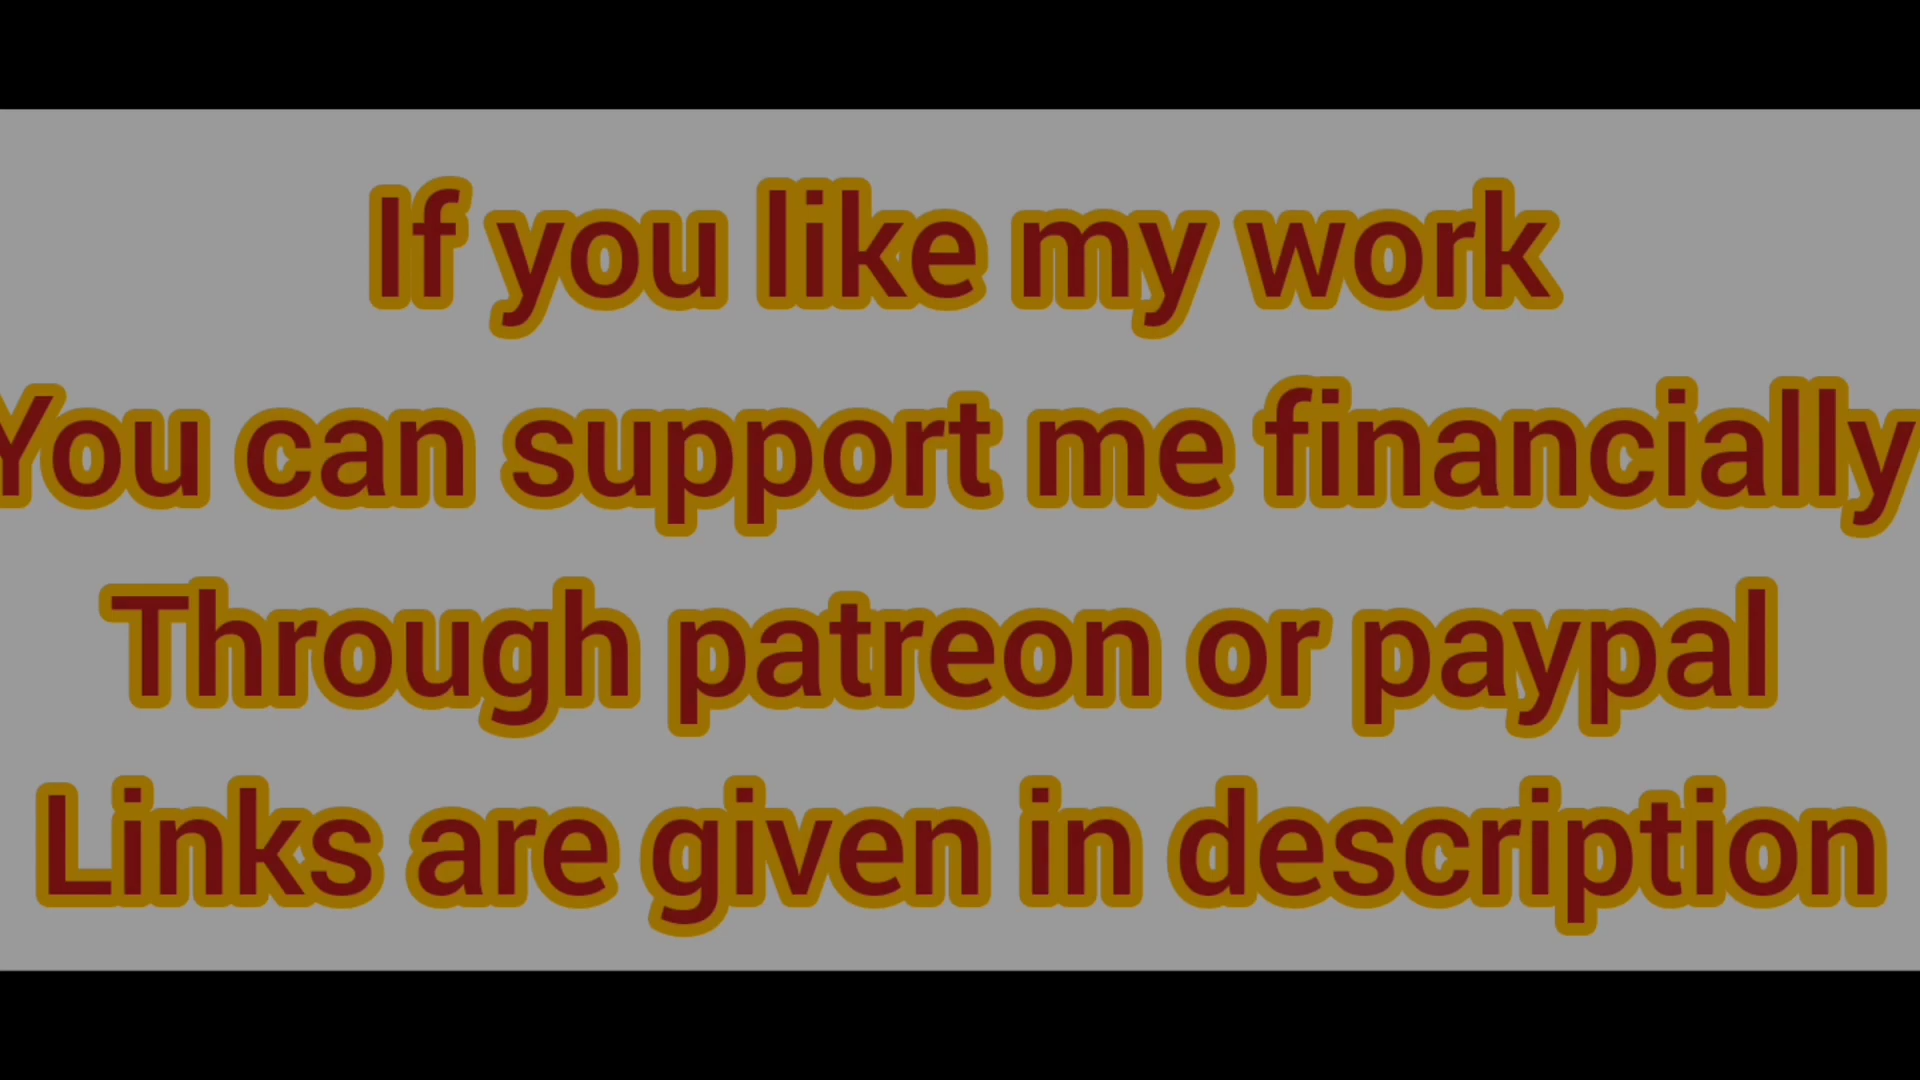 If you like my work
You can support me financially
Through patreon or paypal
Links are given in description